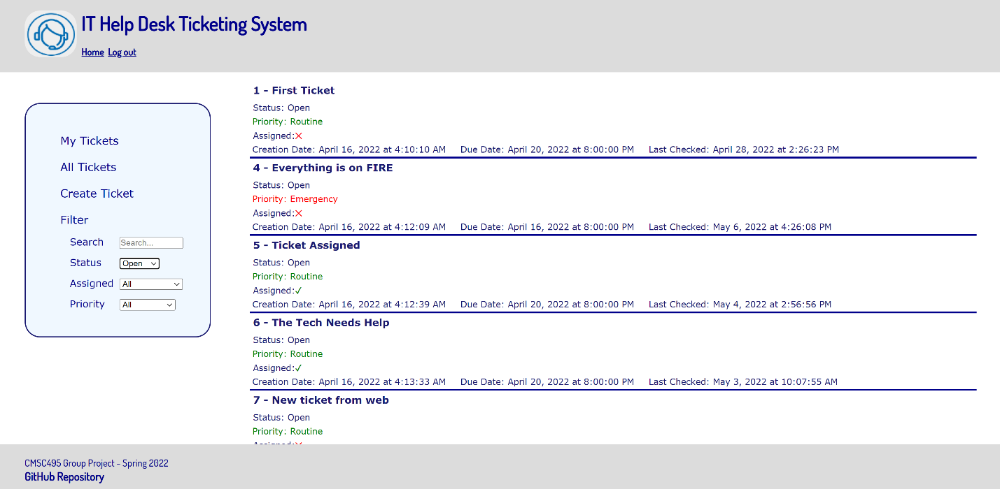 IT Help Desk Ticketing System
Home Log out
My Tickets
All Tickets
Create Ticket
Filter
Search Search...
Status Open
Assigned All
Priority All
1 - First Ticket
Status: Open
Priority: Routine
Assigned:✕
Creation Date: April 16, 2022 at 4:10:10 AM Due Date: April 20, 2022 at 8:00:00 PM Last Checked: April 28, 2022 at 2:26:23 PM
4 - Everything is on FIRE
Status: Open
Priority: Emergency
Assigned:✕
Creation Date: April 16, 2022 at 4:12:09 AM Due Date: April 16, 2022 at 8:00:00 PM Last Checked: May 6, 2022 at 4:26:08 PM
5 - Ticket Assigned
Status: Open
Priority: Routine
Assigned:✓
Creation Date: April 16, 2022 at 4:12:39 AM Due Date: April 20, 2022 at 8:00:00 PM Last Checked: May 4, 2022 at 2:56:56 PM
6 - The Tech Needs Help
Status: Open
Priority: Routine
Assigned:✓
Creation Date: April 16, 2022 at 4:13:33 AM Due Date: April 20, 2022 at 8:00:00 PM Last Checked: May 3, 2022 at 10:07:55 AM
7 - New ticket from web
Status: Open
Priority: Routine
Assigned:✕
CMSC495 Group Project - Spring 2022
GitHub Repository